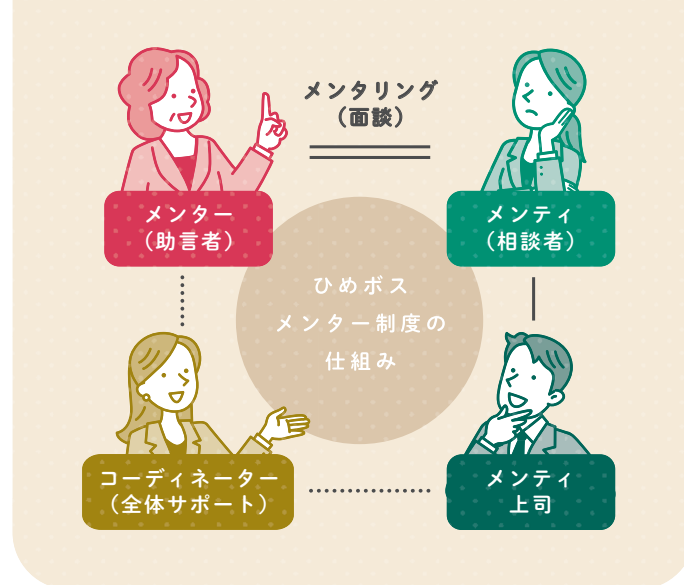 メンタリング
（面談）
メンター
（助言者）
メンティ
（相談者）
ひめボス
メンター制度の
仕組み
コーディネーター
（全体サポート）
メンティ
上司